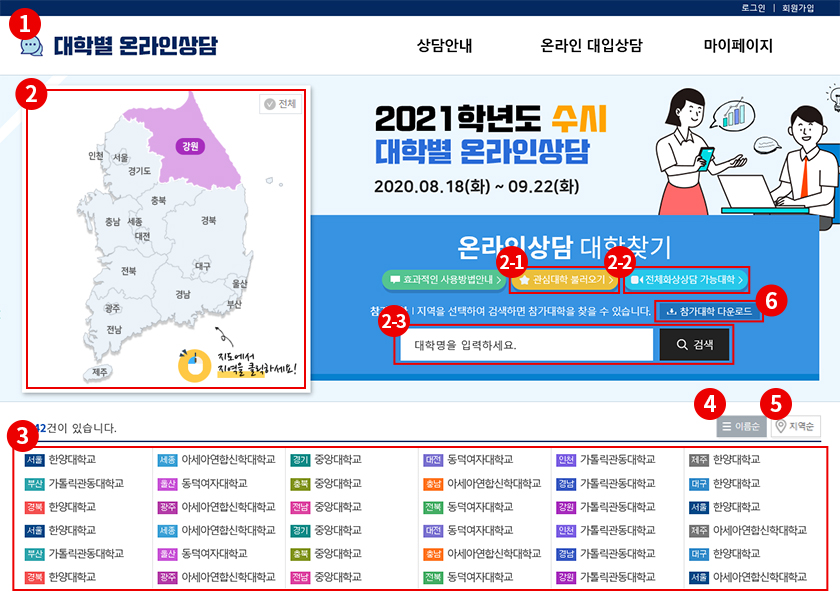 로그인 | 회원가입
1
대학별 온라인상담
상담안내 온라인 대입상담 마이페이지
2
전체
강원
인천 서울
경기도
충북
충남 세종
대전
경북
전북
대구
울산
경남
부산
광주
전남
제주
지도에서
지역을 클릭하세요!
2021학년도 수시
대학별 온라인상담
2020.08.18(화) ~ 09.22(화)
온라인상담 대학찾기
2-1 2-2
효과적인 사용방법안내 관심대학 불러오기 전체화상상담 가능대학
지역을 선택하여 검색하면 참가대학을 찾을 수 있습니다. 참가대학 다운로드 6
2-3
대학명을 입력하세요. 검색
4 5
42건이 있습니다. 이름순 지역순
3
서울 한양대학교 세종 아세아연합신학대학교 경기 중앙대학교 대전 동덕여자대학교 인천 가톨릭관동대학교 제주 한양대학교
부산 가톨릭관동대학교 울산 동덕여자대학교 충북 중앙대학교 충남 아세아연합신학대학교 경남 가톨릭관동대학교 대구 한양대학교
경북 한양대학교 광주 아세아연합신학대학교 전남 중앙대학교 전북 동덕여자대학교 강원 가톨릭관동대학교 서울 한양대학교
서울 한양대학교 세종 아세아연합신학대학교 경기 중앙대학교 대전 동덕여자대학교 인천 가톨릭관동대학교 제주 아세아연합신학대학교
부산 가톨릭관동대학교 울산 동덕여자대학교 충북 중앙대학교 충남 아세아연합신학대학교 경남 가톨릭관동대학교 대구 한양대학교
경북 한양대학교 광주 아세아연합신학대학교 전남 중앙대학교 전북 동덕여자대학교 강원 가톨릭관동대학교 서울 아세아연합신학대학교